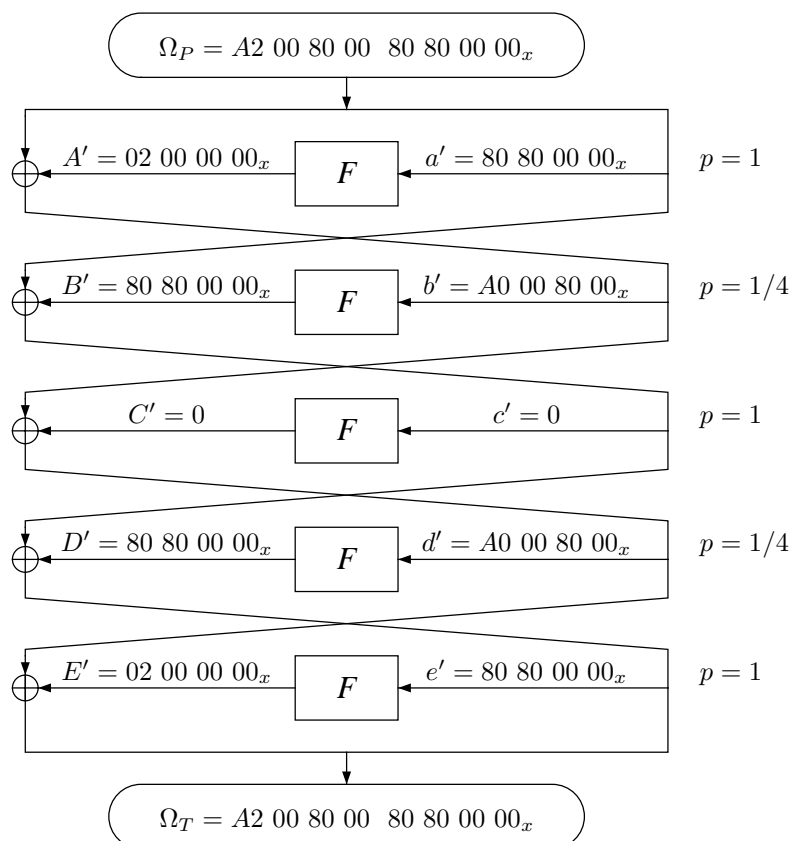 Ω_P = A2 00 80 00  80 80 00 00_x
A′ = 02 00 00 00_x F a′ = 80 80 00 00_x p = 1
B′ = 80 80 00 00_x F b′ = A0 00 80 00_x p = 1/4
C′ = 0 F c′ = 0 p = 1
D′ = 80 80 00 00_x F d′ = A0 00 80 00_x p = 1/4
E′ = 02 00 00 00_x F e′ = 80 80 00 00_x p = 1
Ω_T = A2 00 80 00  80 80 00 00_x